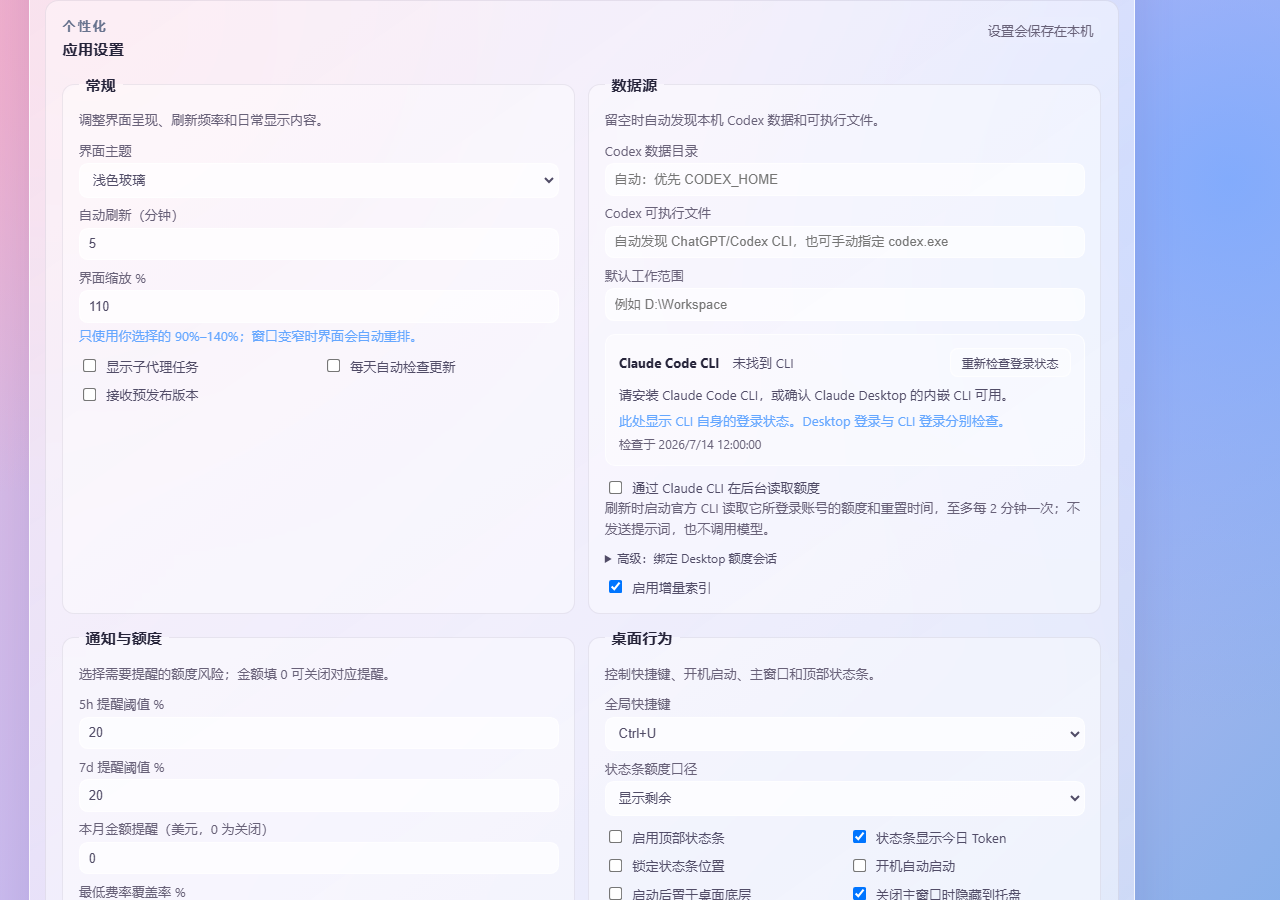 个性化
应用设置
设置会保存在本机
常规
调整界面呈现、刷新频率和日常显示内容。
界面主题
浅色玻璃
自动刷新（分钟）
5
界面缩放 %
110
只使用你选择的 90%–140%；窗口变窄时界面会自动重排。
显示子代理任务
每天自动检查更新
接收预发布版本
数据源
留空时自动发现本机 Codex 数据和可执行文件。
Codex 数据目录
自动：优先 CODEX_HOME
Codex 可执行文件
自动发现 ChatGPT/Codex CLI，也可手动指定 codex.exe
默认工作范围
例如 D:\Workspace
Claude Code CLI 未找到 CLI
重新检查登录状态
请安装 Claude Code CLI，或确认 Claude Desktop 的内嵌 CLI 可用。
此处显示 CLI 自身的登录状态。Desktop 登录与 CLI 登录分别检查。
检查于 2026/7/14 12:00:00
通过 Claude CLI 在后台读取额度
刷新时启动官方 CLI 读取它所登录账号的额度和重置时间，至多每 2 分钟一次；不
发送提示词，也不调用模型。
高级：绑定 Desktop 额度会话
启用增量索引
通知与额度
选择需要提醒的额度风险；金额填 0 可关闭对应提醒。
5h 提醒阈值 %
20
7d 提醒阈值 %
20
本月金额提醒（美元，0 为关闭）
0
最低费率覆盖率 %
桌面行为
控制快捷键、开机启动、主窗口和顶部状态条。
全局快捷键
Ctrl+U
状态条额度口径
显示剩余
启用顶部状态条
状态条显示今日 Token
锁定状态条位置
开机自动启动
启动后置于桌面底层
关闭主窗口时隐藏到托盘